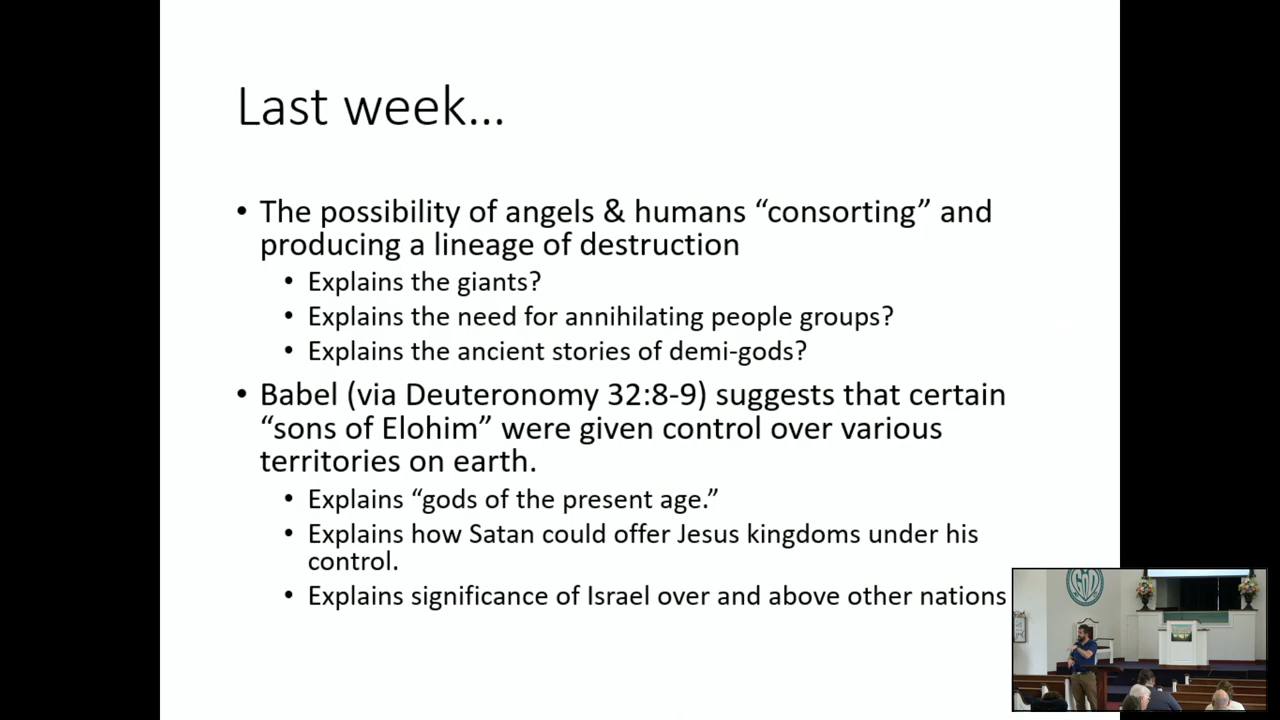 Last week...
• The possibility of angels & humans “consorting” and
producing a lineage of destruction
• Explains the giants?
• Explains the need for annihilating people groups?
• Explains the ancient stories of demi-gods?
• Babel (via Deuteronomy 32:8-9) suggests that certain
“sons of Elohim” were given control over various
territories on earth.
• Explains “gods of the present age.”
• Explains how Satan could offer Jesus kingdoms under his
control.
• Explains significance of Israel over and above other nations